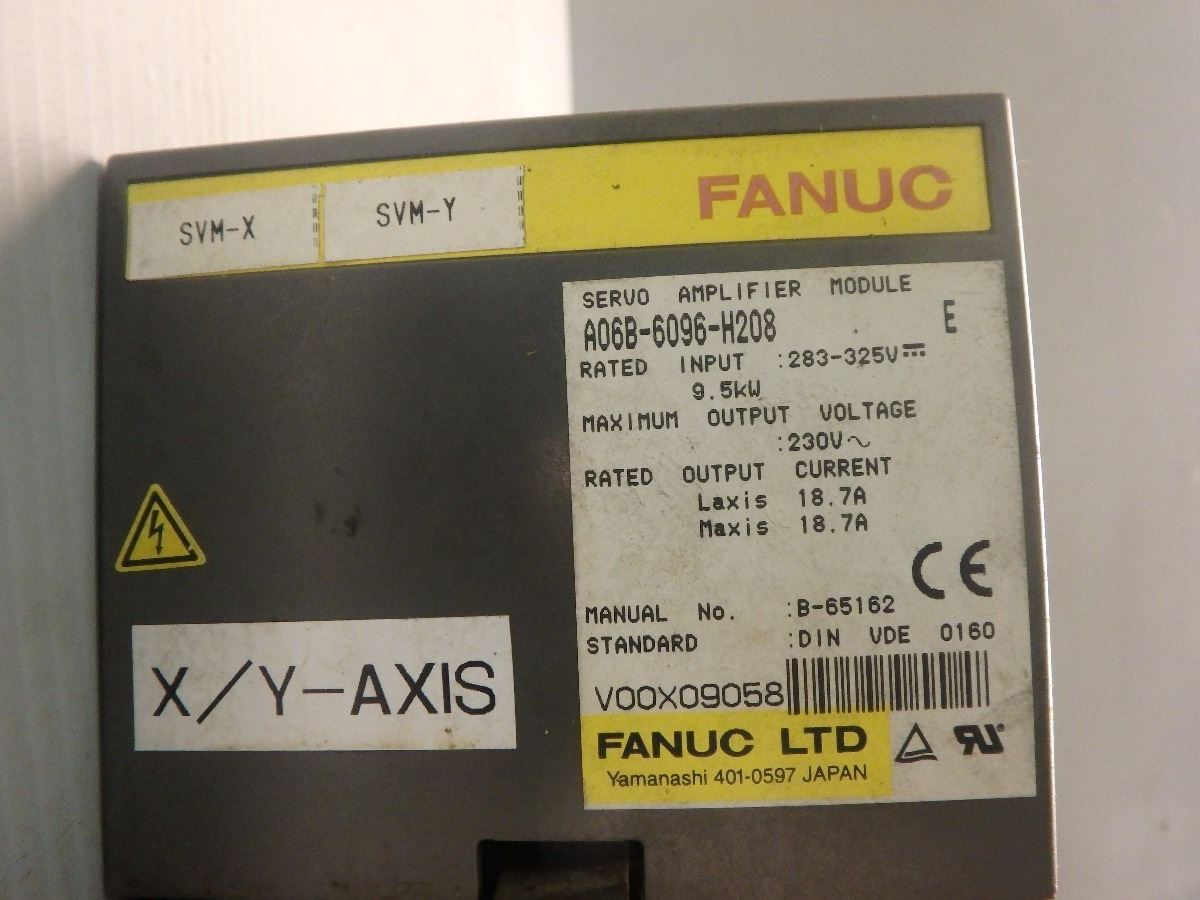 SVM-X
SVM-Y
FANUC
SERVO AMPLIFIER MODULE
A06B-6096-H208 E
RATED INPUT :283-325V⎓
9.5kW
MAXIMUM OUTPUT VOLTAGE
:230V~
RATED OUTPUT CURRENT
Laxis 18.7A
Maxis 18.7A
CE
MANUAL No. :B-65162
STANDARD :DIN VDE 0160
V00X09058
FANUC LTD
Yamanashi 401-0597 JAPAN
X/Y-AXIS